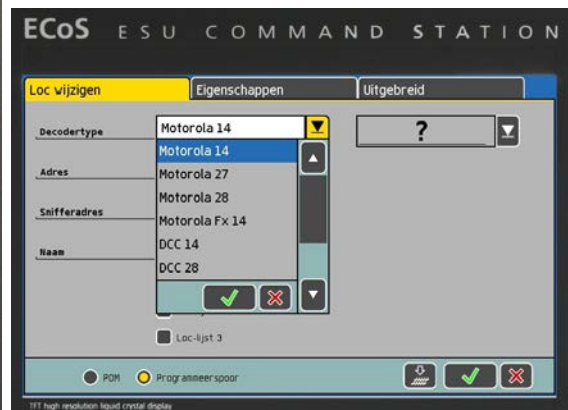 ECoS ESU COMMAND STATION
Loc wijzigen Eigenschappen Uitgebreid
Decodertype Motorola 14 ?
Motorola 14
Adres Motorola 27
Motorola 28
Snifferadres
Motorola Fx 14
Naam DCC 14
DCC 28
Loc-lijst 3
POM Programmeerspoor
TFT high resolution liquid crystal display